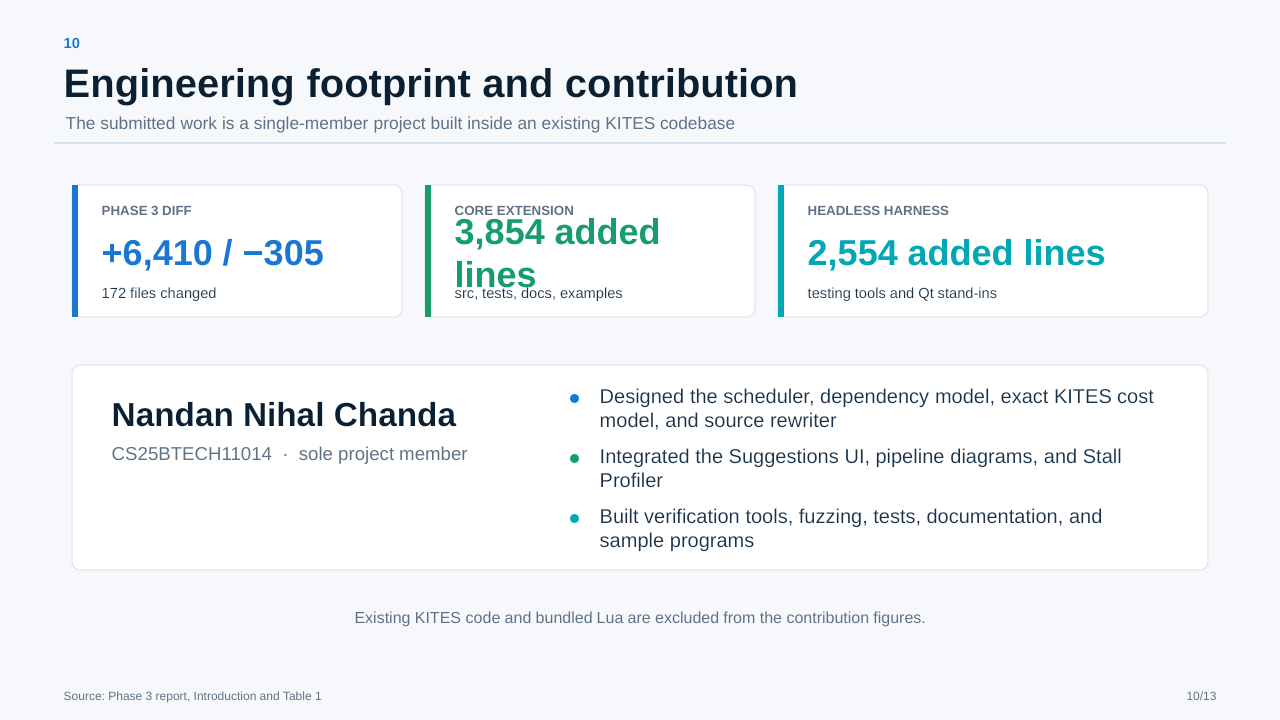 10
Engineering footprint and contribution
The submitted work is a single-member project built inside an existing KITES codebase
PHASE 3 DIFF
+6,410 / −305
172 files changed
CORE EXTENSION
3,854 added
lines
src, tests, docs, examples
HEADLESS HARNESS
2,554 added lines
testing tools and Qt stand-ins
Nandan Nihal Chanda
CS25BTECH11014 · sole project member
Designed the scheduler, dependency model, exact KITES cost
model, and source rewriter
Integrated the Suggestions UI, pipeline diagrams, and Stall
Profiler
Built verification tools, fuzzing, tests, documentation, and
sample programs
Existing KITES code and bundled Lua are excluded from the contribution figures.
Source: Phase 3 report, Introduction and Table 1
10/13